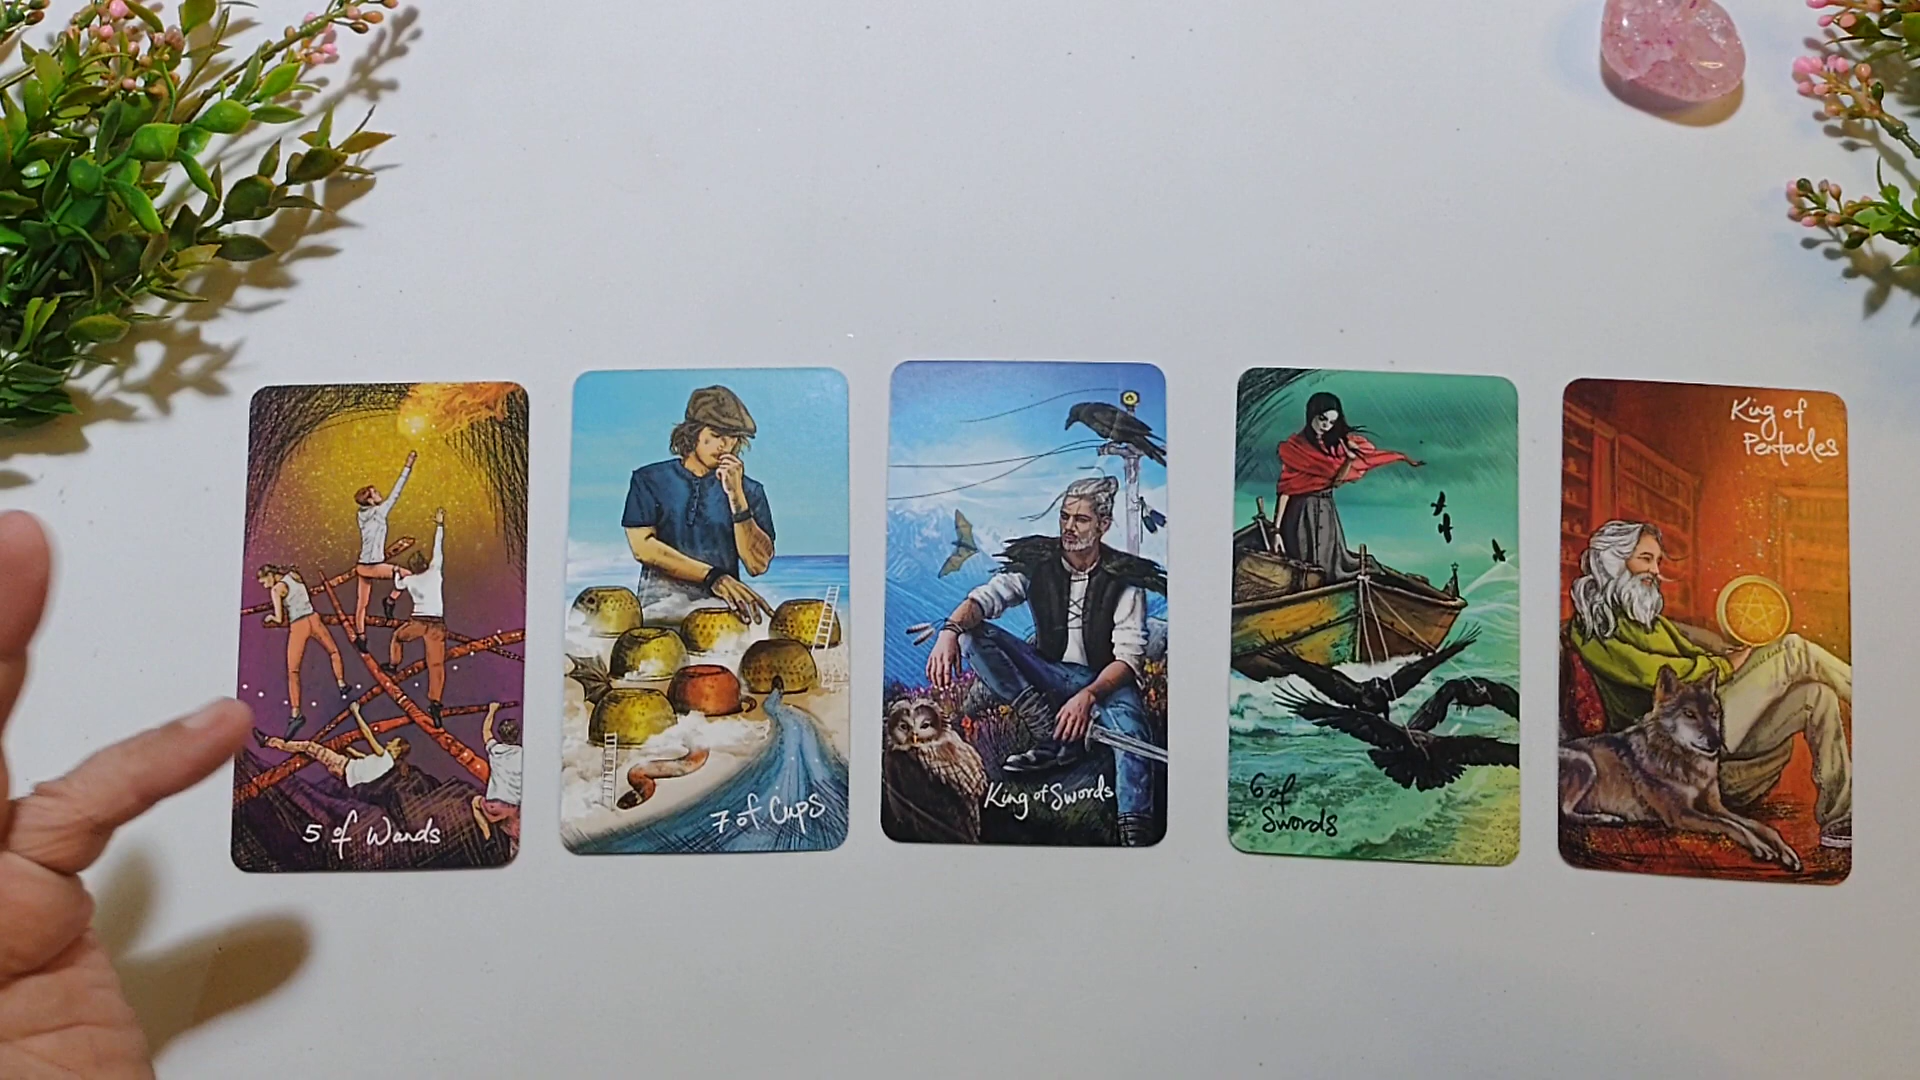 5 of Wands
7 of Cups
King of Swords
6 of
Swords
King of
Pentacles